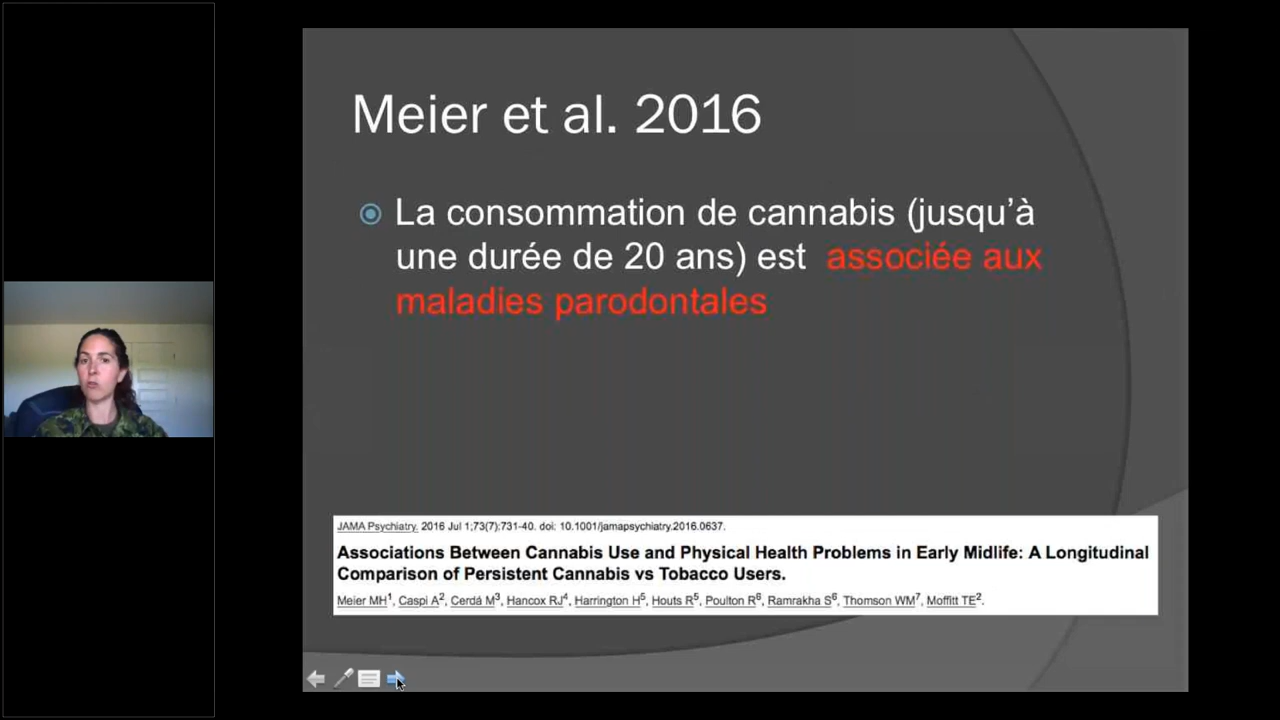 Meier et al. 2016
La consommation de cannabis (jusqu'à
une durée de 20 ans) est associée aux
maladies parodontales
JAMA Psychiatry. 2016 Jul 1;73(7):731-40. doi: 10.1001/jamapsychiatry.2016.0637.
Associations Between Cannabis Use and Physical Health Problems in Early Midlife: A Longitudinal
Comparison of Persistent Cannabis vs Tobacco Users.
Meier MH1, Caspi A2, Cerdá M3, Hancox RJ4, Harrington H5, Houts R5, Poulton R6, Ramrakha S6, Thomson WM7, Moffitt TE2.